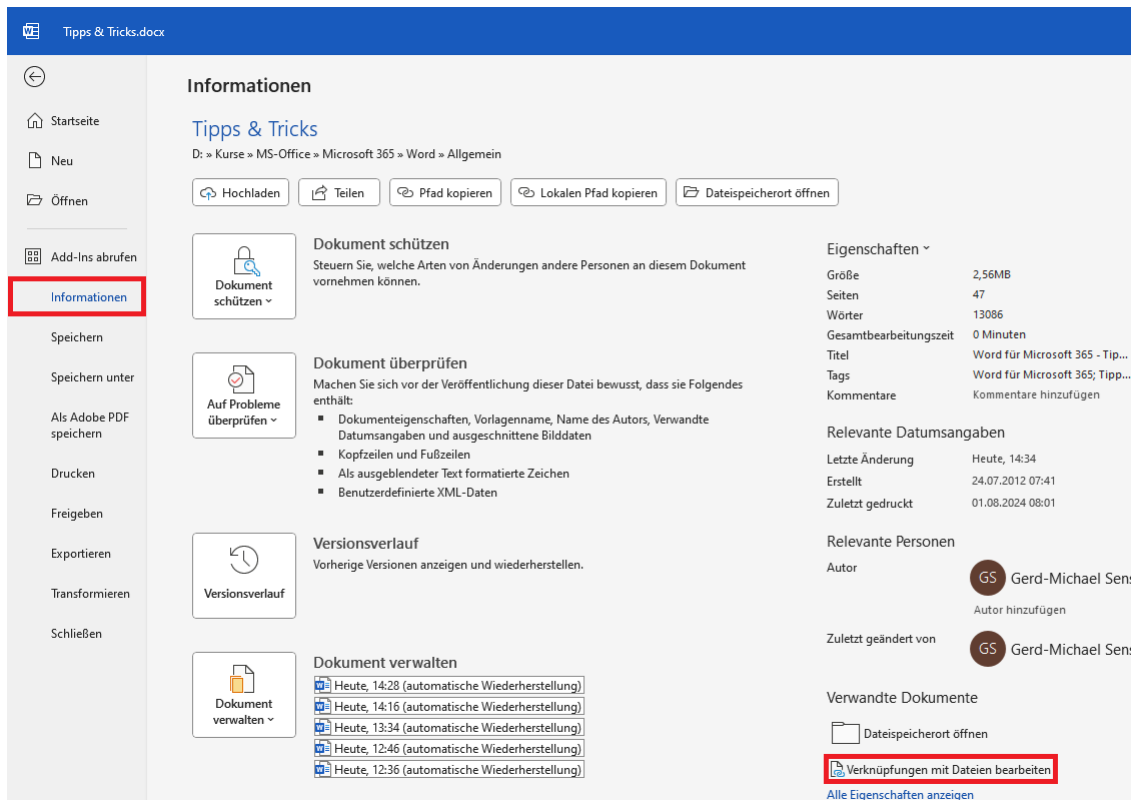 Tipps & Tricks.docx
Informationen
Startseite
Neu
Öffnen
Add-Ins abrufen
Informationen
Speichern
Speichern unter
Als Adobe PDF
speichern
Drucken
Freigeben
Exportieren
Transformieren
Schließen
Tipps & Tricks
D: » Kurse » MS-Office » Microsoft 365 » Word » Allgemein
Hochladen
Teilen
Pfad kopieren
Lokalen Pfad kopieren
Dateispeicherort öffnen
Dokument
schützen
Dokument schützen
Steuern Sie, welche Arten von Änderungen andere Personen an diesem Dokument
vornehmen können.
Auf Probleme
überprüfen
Dokument überprüfen
Machen Sie sich vor der Veröffentlichung dieser Datei bewusst, dass sie Folgendes
enthält:
▪ Dokumenteigenschaften, Vorlagenname, Name des Autors, Verwandte
Datumsangaben und ausgeschnittene Bilddaten
▪ Kopfzeilen und Fußzeilen
▪ Als ausgeblendeter Text formatierte Zeichen
▪ Benutzerdefinierte XML-Daten
Versionsverlauf
Versionsverlauf
Vorherige Versionen anzeigen und wiederherstellen.
Dokument
verwalten
Dokument verwalten
Heute, 14:28 (automatische Wiederherstellung)
Heute, 14:16 (automatische Wiederherstellung)
Heute, 13:34 (automatische Wiederherstellung)
Heute, 12:46 (automatische Wiederherstellung)
Heute, 12:36 (automatische Wiederherstellung)
Eigenschaften
Größe 2,56MB
Seiten 47
Wörter 13086
Gesamtbearbeitungszeit 0 Minuten
Titel Word für Microsoft 365 - Tip...
Tags Word für Microsoft 365; Tipp...
Kommentare Kommentare hinzufügen
Relevante Datumsangaben
Letzte Änderung Heute, 14:34
Erstellt 24.07.2012 07:41
Zuletzt gedruckt 01.08.2024 08:01
Relevante Personen
Autor
GS Gerd-Michael Sens
Autor hinzufügen
Zuletzt geändert von
GS Gerd-Michael Sens
Verwandte Dokumente
Dateispeicherort öffnen
Verknüpfungen mit Dateien bearbeiten
Alle Eigenschaften anzeigen